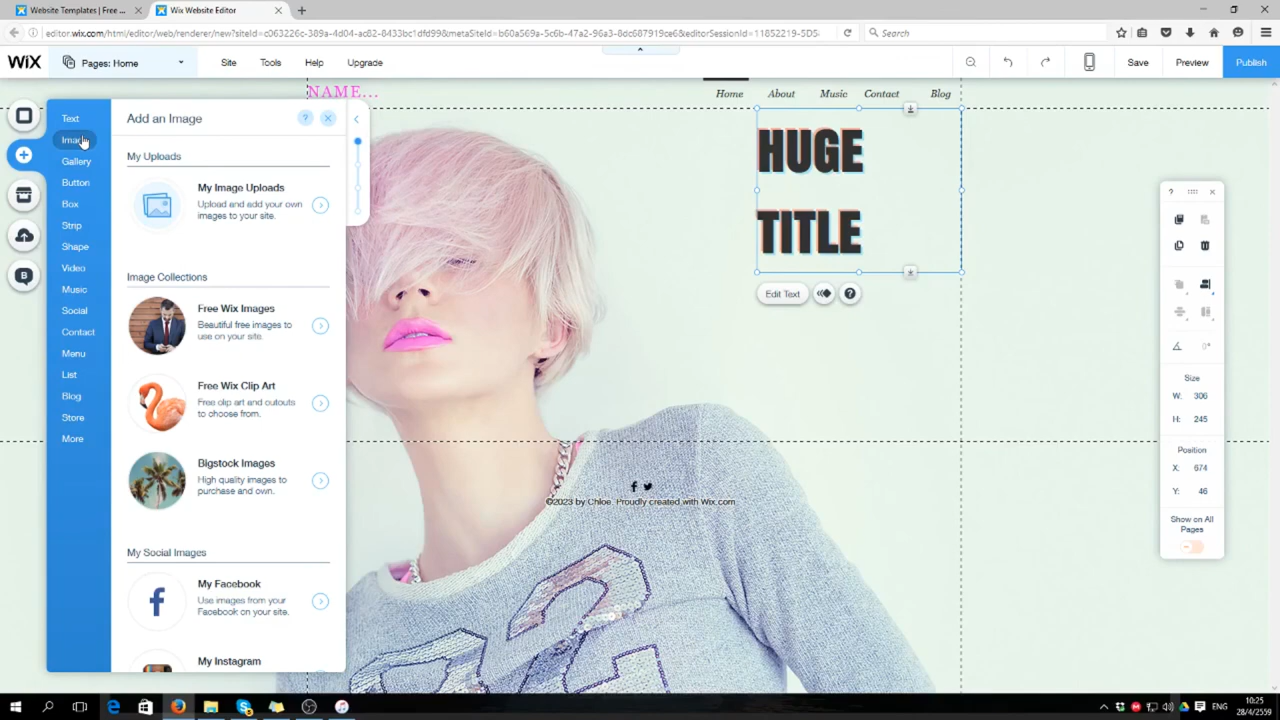 Website Templates | Free ...
Wix Website Editor
editor.wix.com/html/editor/web/renderer/new?siteId=c063226c-389a-4d04-ac82-8433bc1dfd99&metaSiteId=b60a569a-5c6b-47a2-96a3-8dc687919ce6&editorSessionId=11852219-5D58
Search
WiX
Pages: Home
Site
Tools
Help
Upgrade
Save
Preview
Publish
NAME...
Home
About
Music
Contact
Blog
Text
Image
Gallery
Button
Box
Strip
Shape
Video
Music
Social
Contact
Menu
List
Blog
Store
More
Add an Image
?
My Uploads
My Image Uploads
Upload and add your own
images to your site.
Image Collections
Free Wix Images
Beautiful free images to
use on your site.
Free Wix Clip Art
Free clip art and cutouts
to choose from.
Bigstock Images
High quality images to
purchase and own.
My Social Images
My Facebook
Use images from your
Facebook on your site.
My Instagram
HUGE
TITLE
Edit Text
?
©2023 by Chloe. Proudly created with Wix.com
?
0°
Size
W: 306
H: 245
Position
X: 674
Y: 46
Show on All
Pages
ENG
10:25
28/4/2559